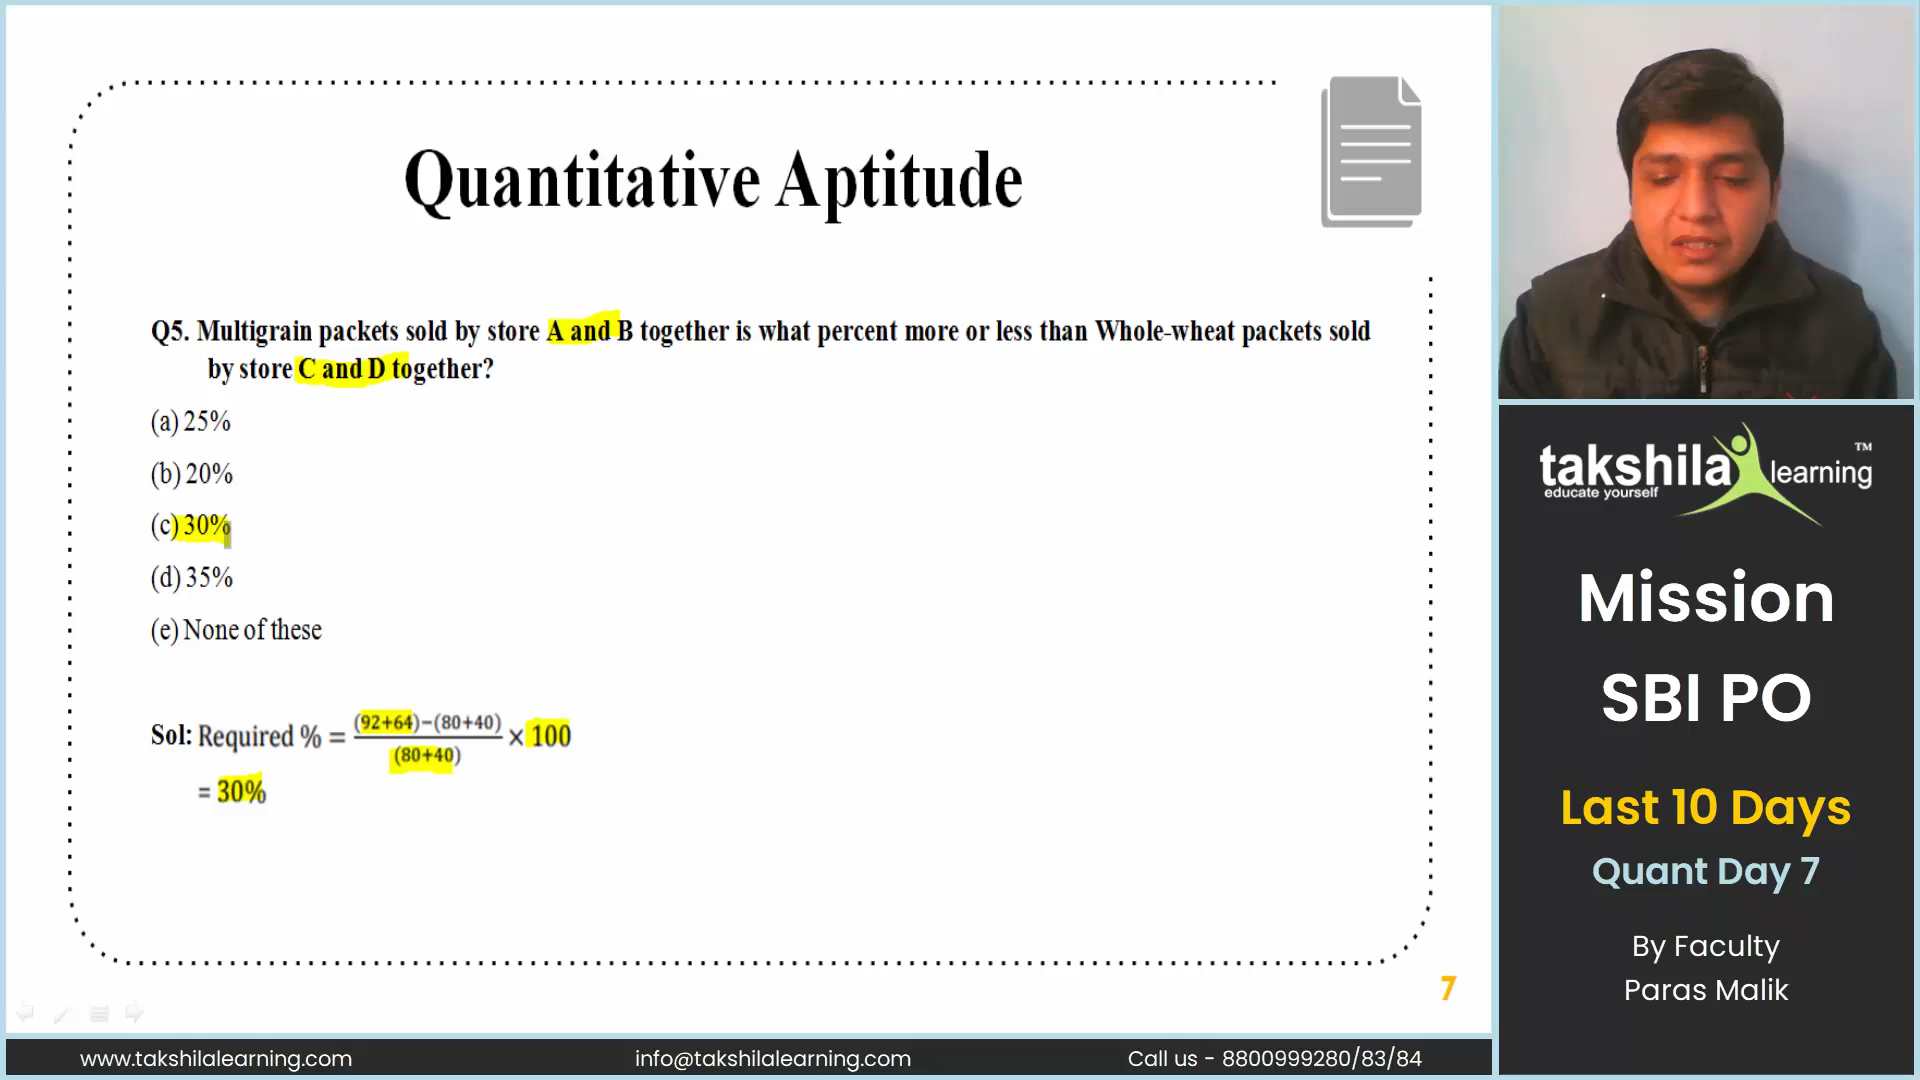 Quantitative Aptitude
Q5. Multigrain packets sold by store A and B together is what percent more or less than Whole-wheat packets sold
by store C and D together?
(a) 25%
(b) 20%
(c) 30%
(d) 35%
(e) None of these
Sol: Required % = (92+64)−(80+40) / (80+40) × 100
= 30%
7
takshila learning ™
educate yourself
Mission
SBI PO
Last 10 Days
Quant Day 7
By Faculty
Paras Malik
www.takshilalearning.com info@takshilalearning.com Call us - 8800999280/83/84